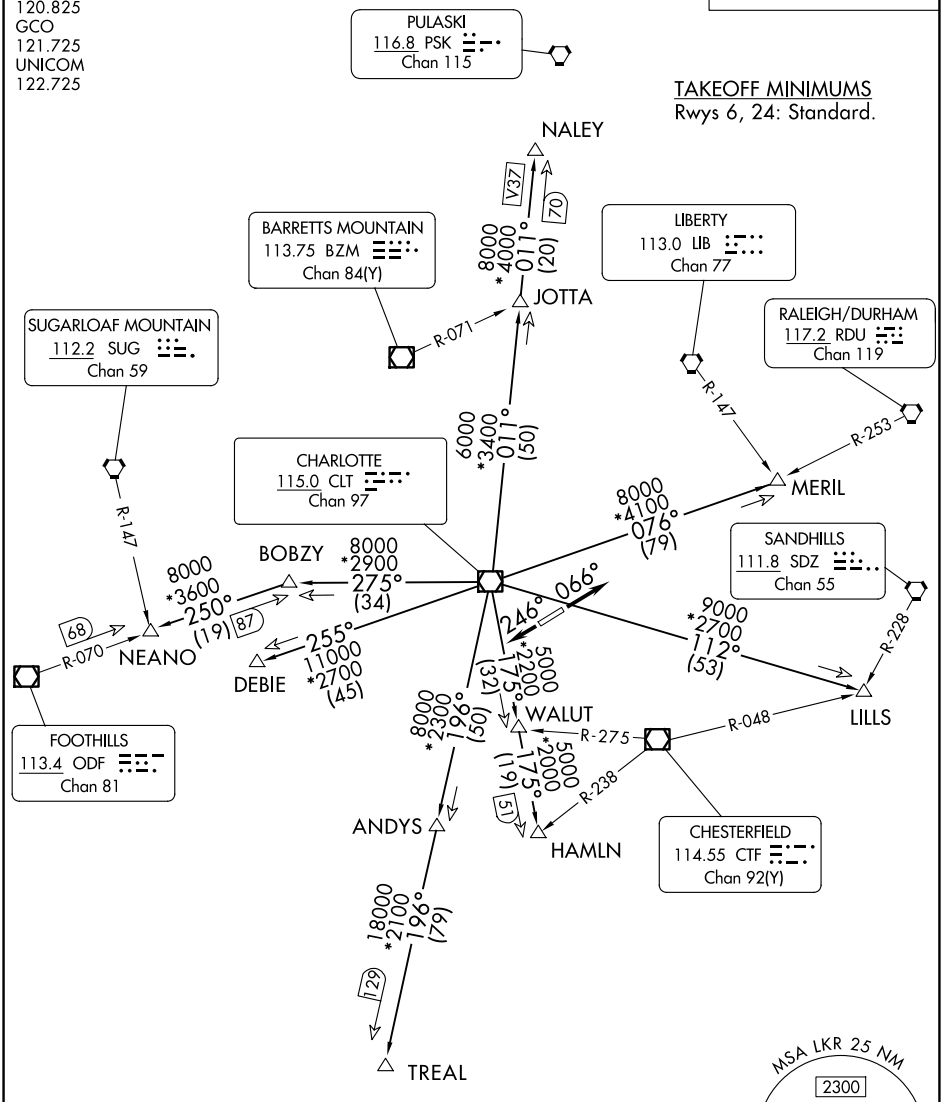 120.825
GCO
121.725
UNICOM
122.725
PULASKI
116.8 PSK
Chan 115
TAKEOFF MINIMUMS
Rwys 6, 24: Standard.
NALEY
V37
70
8000
*4000
011°
(20)
BARRETTS MOUNTAIN
113.75 BZM
Chan 84(Y)
LIBERTY
113.0 LIB
Chan 77
JOTTA
R-071
SUGARLOAF MOUNTAIN
112.2 SUG
Chan 59
RALEIGH/DURHAM
117.2 RDU
Chan 119
R-147
R-253
6000
*3400
011°
(50)
CHARLOTTE
115.0 CLT
Chan 97
MERIL
8000
*4100
076°
(79)
R-147
SANDHILLS
111.8 SDZ
Chan 55
BOBZY
8000
*2900
275°
(34)
8000
*3600
250°
(19)
87
246°
066°
9000
*2700
112°
(53)
R-228
68
R-070
NEANO
255°
11000
*2700
(45)
DEBIE
5000
*2200
175°
(32)
8000
*2300
196°
(50)
WALUT
R-275
R-048
LILLS
FOOTHILLS
113.4 ODF
Chan 81
5000
*2000
175°
(19)
51
R-238
ANDYS
HAMLN
CHESTERFIELD
114.55 CTF
Chan 92(Y)
18000
*2100
196°
(79)
129
TREAL
MSA LKR 25 NM
2300